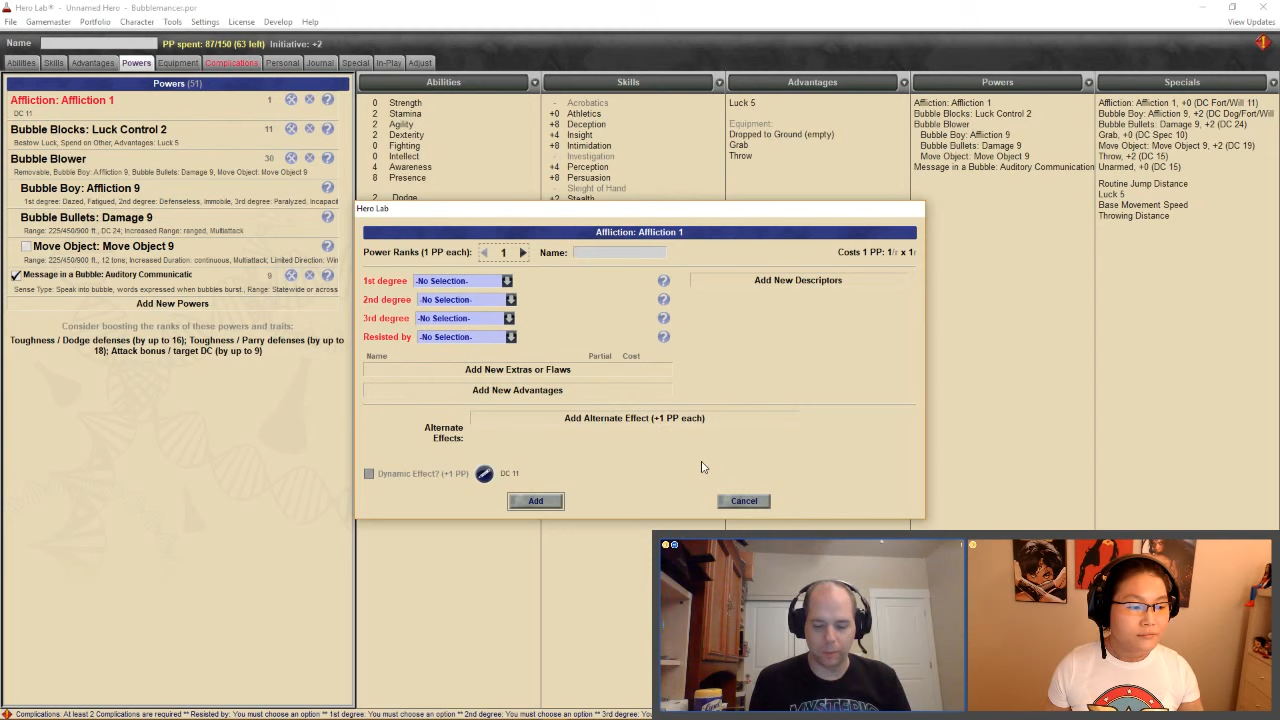 Hero Lab® - Unnamed Hero - Bubblemancer.por
File Gamemaster Portfolio Character Tools Settings License Develop Help
View Updates
Name PP spent: 87/150 (63 left) Initiative: +2
Abilities Skills Advantages Powers Equipment Complications Personal Journal Special In-Play Adjust
Powers (51)
Affliction: Affliction 1 1
DC 11
Bubble Blocks: Luck Control 2 11
Bestow Luck, Spend on Other, Advantages: Luck 5
Bubble Blower 30
Removable, Bubble Boy: Affliction 9, Bubble Bullets: Damage 9, Move Object: Move Object 9
Bubble Boy: Affliction 9
1st degree: Dazed, Fatigued, 2nd degree: Defenseless, Immobile, 3rd degree: Paralyzed, Incapaci
Bubble Bullets: Damage 9
Range: 225/450/900 ft., DC 24; Increased Range: ranged, Multiattack
Move Object: Move Object 9
Range: 225/450/900 ft., 12 tons; Increased Duration: continuous, Multiattack, Limited Direction: Win
Message in a Bubble: Auditory Communicatic 9
Sense Type: Speak into bubble, words expressed when bubbles burst., Range: Statewide or across
Add New Powers
Consider boosting the ranks of these powers and traits:
Toughness / Dodge defenses (by up to 16); Toughness / Parry defenses (by up to
18); Attack bonus / target DC (by up to 9)
Abilities
0 Strength
2 Stamina
2 Agility
2 Dexterity
0 Fighting
0 Intellect
4 Awareness
8 Presence
2 Dodge
Skills
- Acrobatics
+0 Athletics
+8 Deception
+4 Insight
+8 Intimidation
- Investigation
+4 Perception
+8 Persuasion
- Sleight of Hand
+2 Stealth
Advantages
Luck 5
Equipment:
Dropped to Ground (empty)
Grab
Throw
Powers
Affliction: Affliction 1
Bubble Blocks: Luck Control 2
Bubble Blower
Bubble Boy: Affliction 9
Bubble Bullets: Damage 9
Move Object: Move Object 9
Message in a Bubble: Auditory Communication
Specials
Affliction: Affliction 1, +0 (DC Fort/Will 11)
Bubble Boy: Affliction 9, +2 (DC Dog/Fort/Will
Bubble Bullets: Damage 9, +2 (DC 24)
Grab, +0 (DC Spec 10)
Move Object: Move Object 9, +2 (DC 19)
Throw, +2 (DC 15)
Unarmed, +0 (DC 15)
Routine Jump Distance
Luck 5
Base Movement Speed
Throwing Distance
Hero Lab
Affliction: Affliction 1
Power Ranks (1 PP each): 1 Name: Costs 1 PP: 1/r x 1r
1st degree -No Selection-
2nd degree -No Selection-
3rd degree -No Selection-
Resisted by -No Selection-
Add New Descriptors
Name Partial Cost
Add New Extras or Flaws
Add New Advantages
Add Alternate Effect (+1 PP each)
Alternate
Effects:
Dynamic Effect? (+1 PP) DC 11
Add Cancel
Complications: At least 2 Complications are required ** Resisted by: You must choose an option ** 1st degree: You must choose an option ** 2nd degree: You must choose an option ** 3rd degree: You